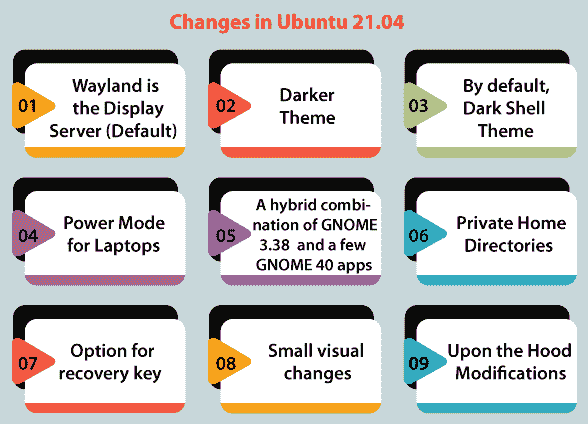 Changes in Ubuntu 21.04
01
Wayland is
the Display
Server (Default)
02
Darker
Theme
03
By default,
Dark Shell
Theme
04
Power Mode
for Laptops
05
A hybrid combi-
nation of GNOME
3.38 and a few
GNOME 40 apps
06
Private Home
Directories
07
Option for
recovery key
08
Small visual
changes
09
Upon the Hood
Modifications